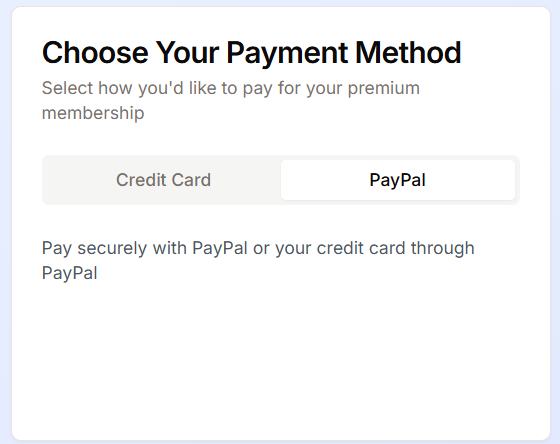 Choose Your Payment Method
Select how you'd like to pay for your premium
membership
Credit Card
PayPal
Pay securely with PayPal or your credit card through
PayPal